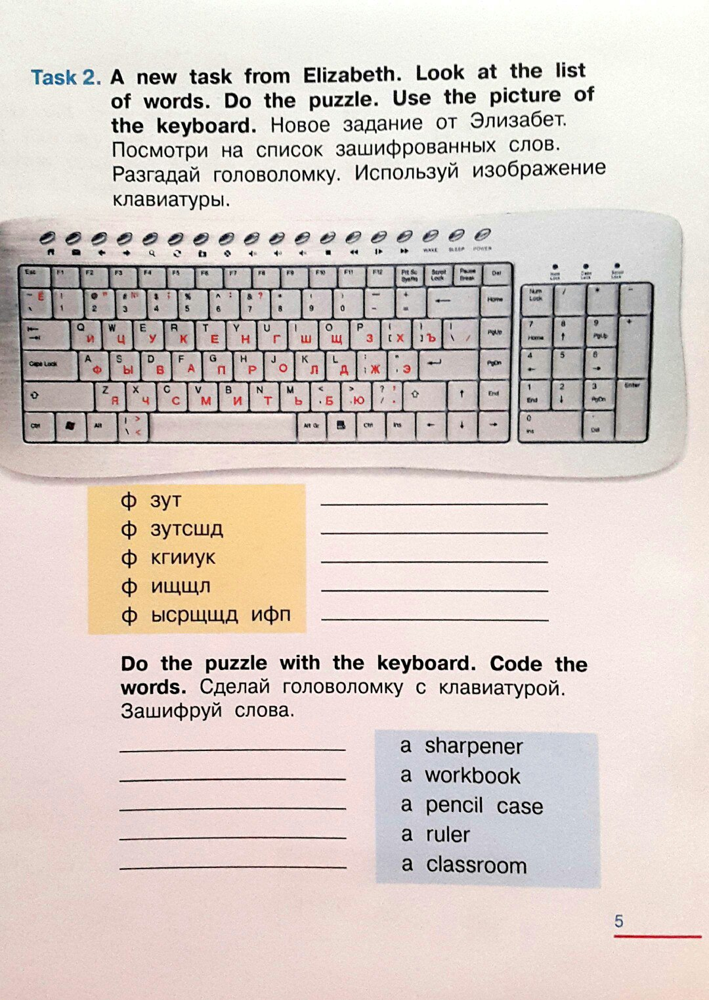 Task 2. A new task from Elizabeth. Look at the list
of words. Do the puzzle. Use the picture of
the keyboard. Новое задание от Элизабет.
Посмотри на список зашифрованных слов.
Разгадай головоломку. Используй изображение
клавиатуры.
WAKE SLEEP POWER
Esc F1 F2 F3 F4 F5 F6 F7 F8 F9 F10 F11 F12 Prt Sc SysRq Scroll Lock Pause Break Del
Num Lock Caps Lock Scroll Lock
~ Ё ` ! 1 @ " 2 # № 3 $ ; 4 % 5 ^ : 6 & ? 7 * 8 ( 9 ) 0 — - + = ← Home
Num Lock / * -
Q Й W Ц E У R К T Е Y Н U Г I Ш O Щ P З { [ Х } ] Ъ | \ / PgUp
7 Home 8 ↑ 9 PgUp +
Caps Lock A Ф S Ы D В F А G П H Р J О K Л L Д : ; Ж " ' Э PgDn
4 ← 5 6 →
Z Я X Ч C С V М B И N Т M Ь < , Б > . Ю ? ! / . ↑ End
1 End 2 ↓ 3 PgDn Enter
Ctrl Alt | > \ < Alt Gr Ctrl Ins ← ↓ →
0 Ins . Del
ф зут
ф зутсшд
ф кгииук
ф ищщл
ф ысрщщд ифп
Do the puzzle with the keyboard. Code the
words. Сделай головоломку с клавиатурой.
Зашифруй слова.
a sharpener
a workbook
a pencil case
a ruler
a classroom
5